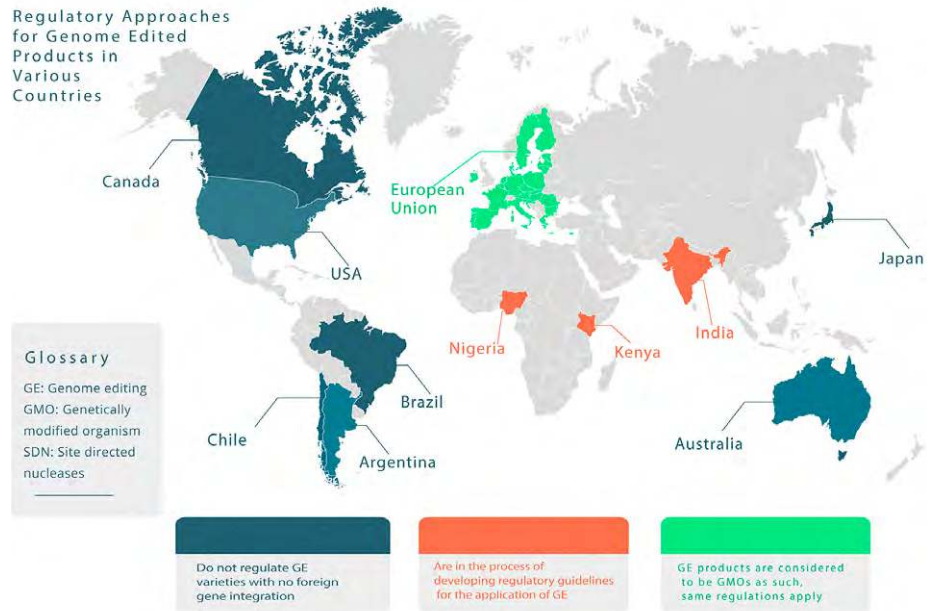 Regulatory Approaches
for Genome Edited
Products in
Various
Countries
Canada
European
Union
USA
Japan
Nigeria
Kenya
India
Glossary
GE: Genome editing
GMO: Genetically
modified organism
SDN: Site directed
nucleases
Brazil
Chile
Argentina
Australia
Do not regulate GE
varieties with no foreign
gene integration
Are in the process of
developing regulatory guidelines
for the application of GE
GE products are considered
to be GMOs as such,
same regulations apply